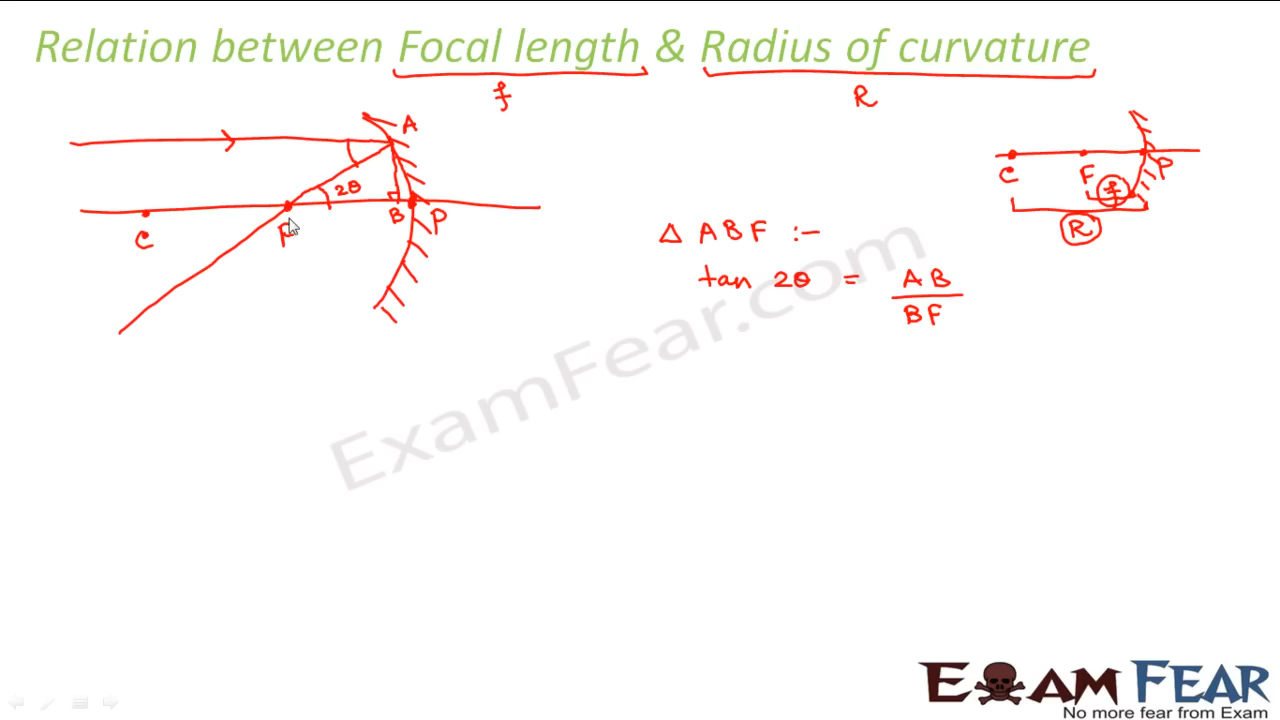 Relation between Focal length & Radius of curvature
f
R
A
2θ
C
F
B
P
C
F
P
f
R
Δ ABF :-
tan 2θ = AB
BF
ExamFear.com
EXAM FEAR
No more fear from Exam